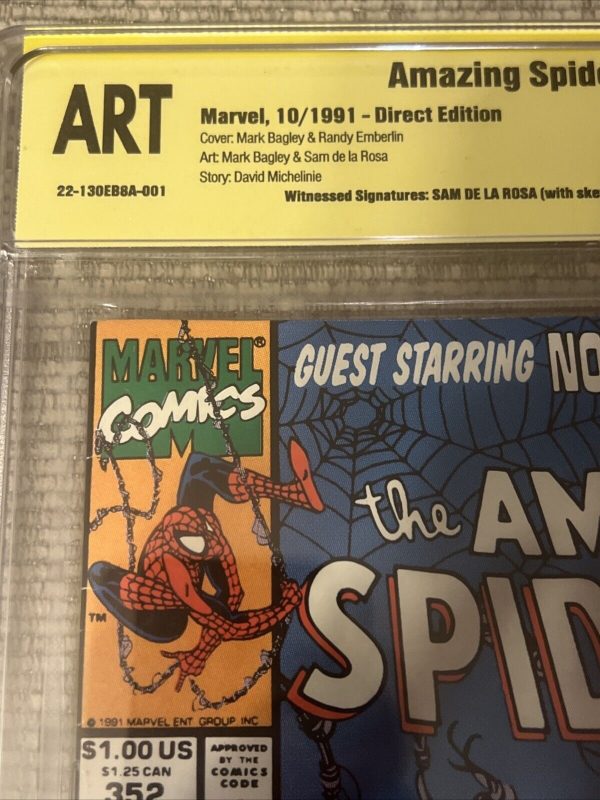 ART
Amazing Spid
Marvel, 10/1991 - Direct Edition
Cover: Mark Bagley & Randy Emberlin
Art: Mark Bagley & Sam de la Rosa
Story: David Michelinie
22-130EB8A-001
Witnessed Signatures: SAM DE LA ROSA (with ske
MARVEL®
COMICS
GUEST STARRING NO
the AM
SPID
TM
© 1991 MARVEL ENT GROUP INC
$1.00 US
$1.25 CAN
352
APPROVED
BY THE
COMICS
CODE